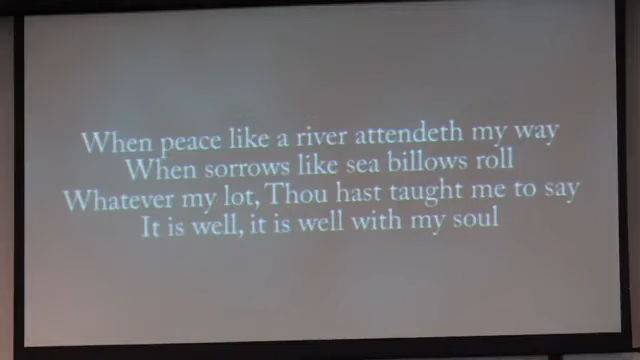 When peace like a river attendeth my way
When sorrows like sea billows roll
Whatever my lot, Thou hast taught me to say
It is well, it is well with my soul